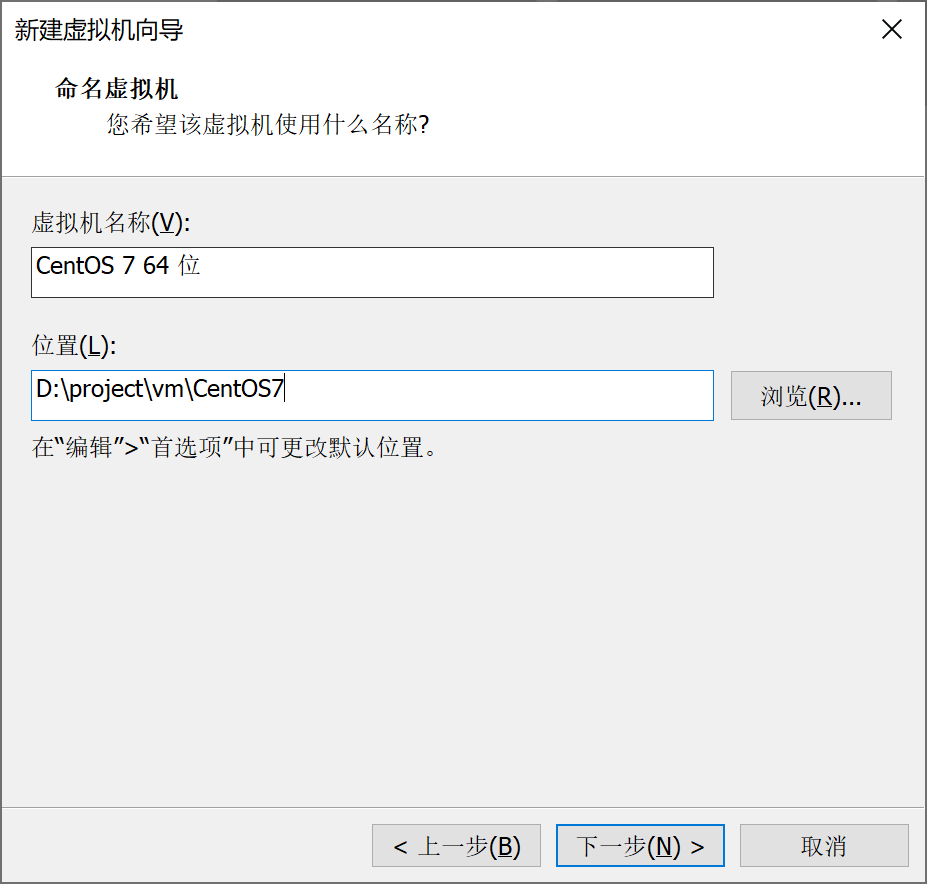 新建虚拟机向导
命名虚拟机
您希望该虚拟机使用什么名称?
虚拟机名称(V):
CentOS 7 64 位
位置(L):
D:\project\vm\CentOS7
浏览(R)...
在“编辑”>“首选项”中可更改默认位置。
< 上一步(B)
下一步(N) >
取消